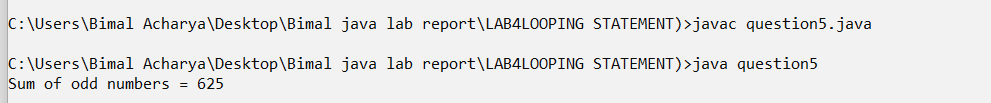 C:\Users\Bimal Acharya\Desktop\Bimal java lab report\LAB4LOOPING STATEMENT)>javac question5.java
C:\Users\Bimal Acharya\Desktop\Bimal java lab report\LAB4LOOPING STATEMENT)>java question5
Sum of odd numbers = 625